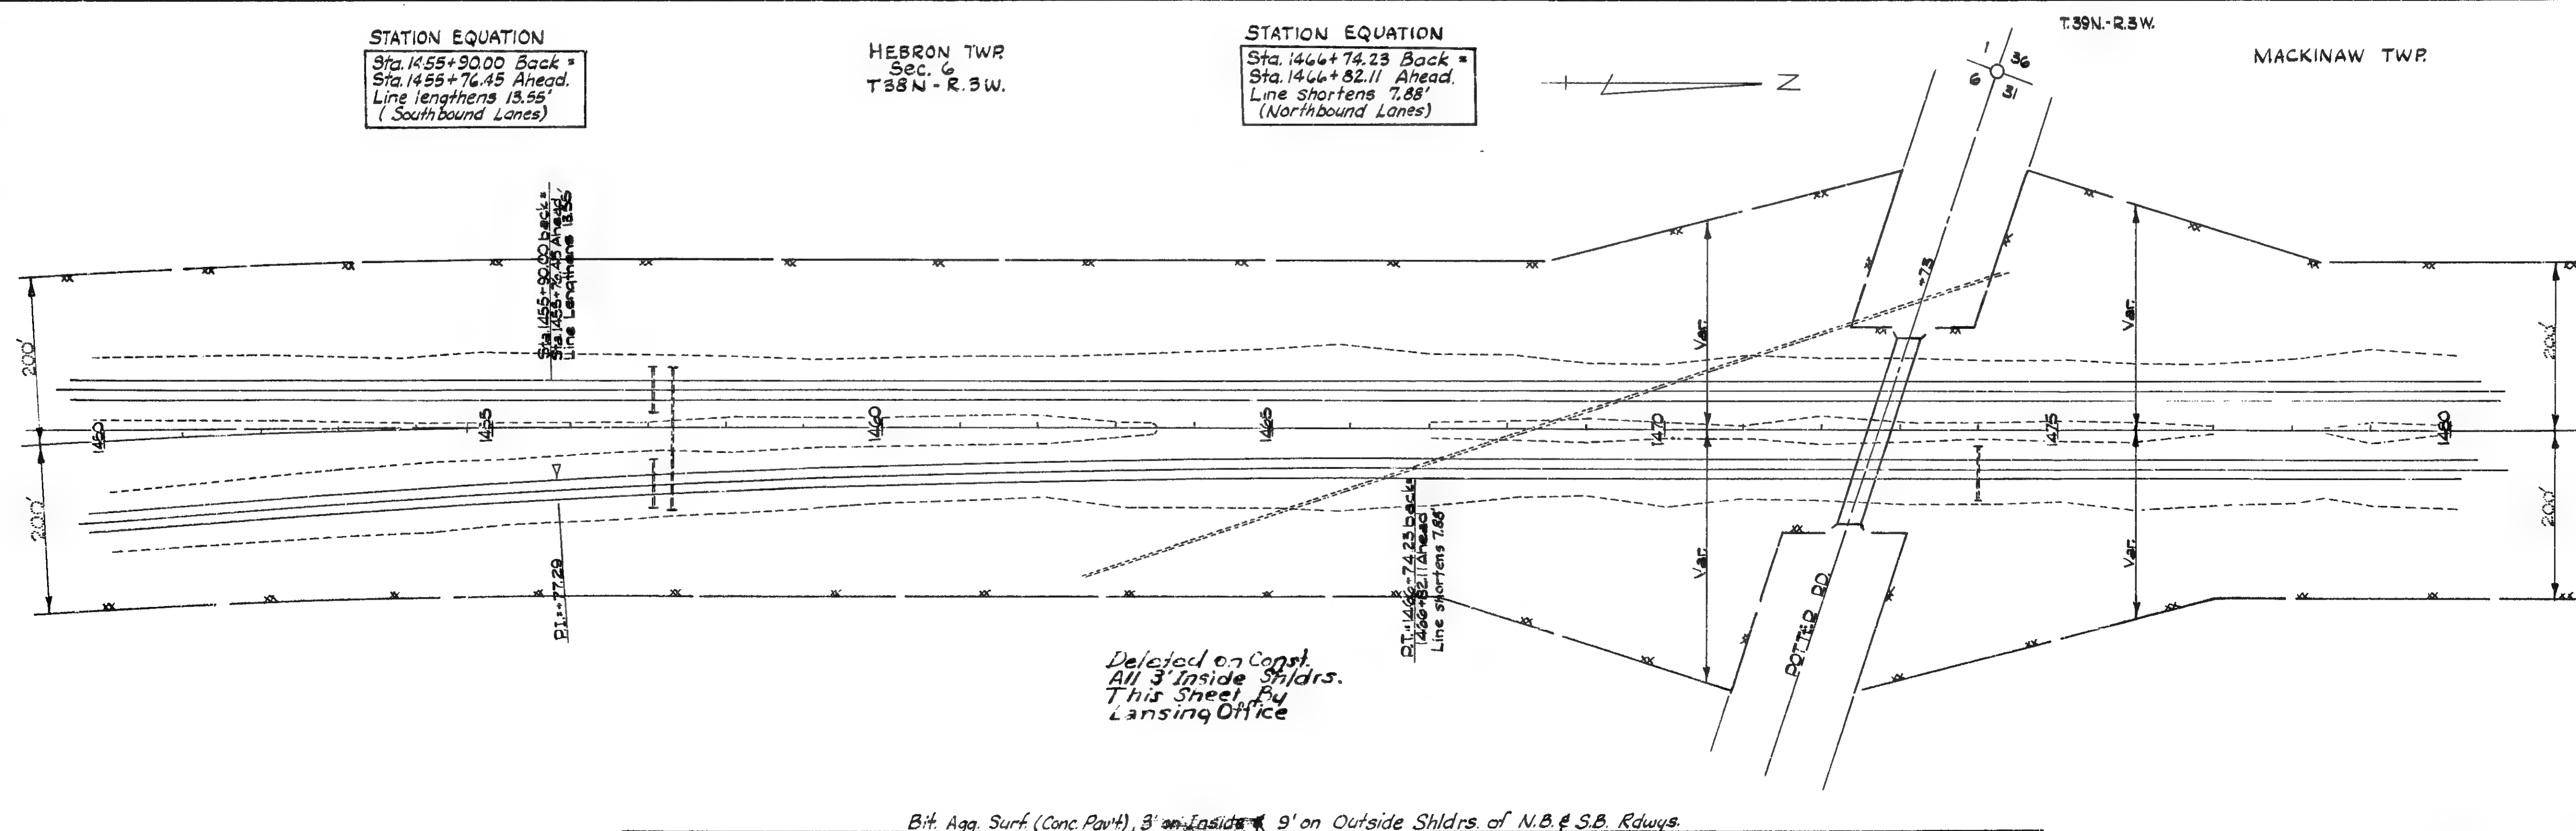 STATION EQUATION
Sta. 1455+90.00 Back =
Sta. 1455+76.45 Ahead.
Line lengthens 13.55'
(Southbound Lanes)
HEBRON TWP.
Sec. 6
T38N - R.3W.
STATION EQUATION
Sta. 1466+74.23 Back =
Sta. 1466+82.11 Ahead.
Line shortens 7.88'
(Northbound Lanes)
N
T.39N.-R.3W.
1
36
6
31
MACKINAW TWP.
Sta. 1455+90.00 back=
Sta. 1455+76.45 Ahead
Line Lengthens 13.55'
200'
200'
Var.
Var.
+73
200'
200'
Var.
Var.
1450
1455
1460
1465
1470
1475
1480
P.I.=+77.29
P.T.=1466+74.23 back=
1466+82.11 Ahead
Line shortens 7.88'
POTTER RD.
Deleted on Const.
All 3' Inside Shldrs.
This Sheet By
Lansing Office
Bit. Agg. Surf. (Conc. Pav't), 3' on Inside & 9' on Outside Shldrs. of N.B. & S.B. Rdwys.